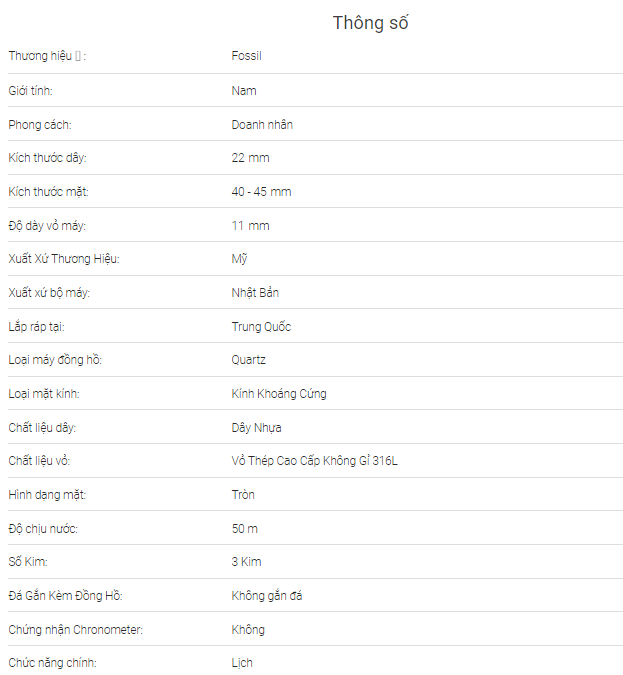 Thông số
Thương hiệu ▯ : Fossil
Giới tính: Nam
Phong cách: Doanh nhân
Kích thước dây: 22 mm
Kích thước mặt: 40 - 45 mm
Độ dày vỏ máy: 11 mm
Xuất Xứ Thương Hiệu: Mỹ
Xuất xứ bộ máy: Nhật Bản
Lắp ráp tại: Trung Quốc
Loại máy đồng hồ: Quartz
Loại mặt kính: Kính Khoáng Cứng
Chất liệu dây: Dây Nhựa
Chất liệu vỏ: Vỏ Thép Cao Cấp Không Gỉ 316L
Hình dạng mặt: Tròn
Độ chịu nước: 50 m
Số Kim: 3 Kim
Đá Gắn Kèm Đồng Hồ: Không gắn đá
Chứng nhận Chronometer: Không
Chức năng chính: Lịch